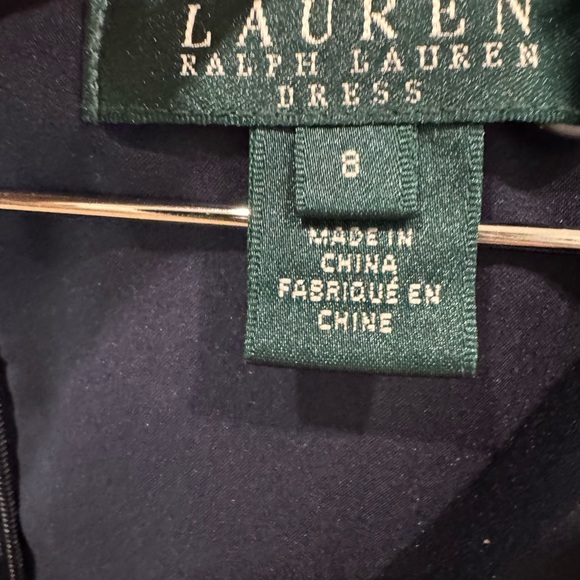 LAUREN
RALPH LAUREN
DRESS
8
MADE IN
CHINA
FABRIQUÉ EN
CHINE